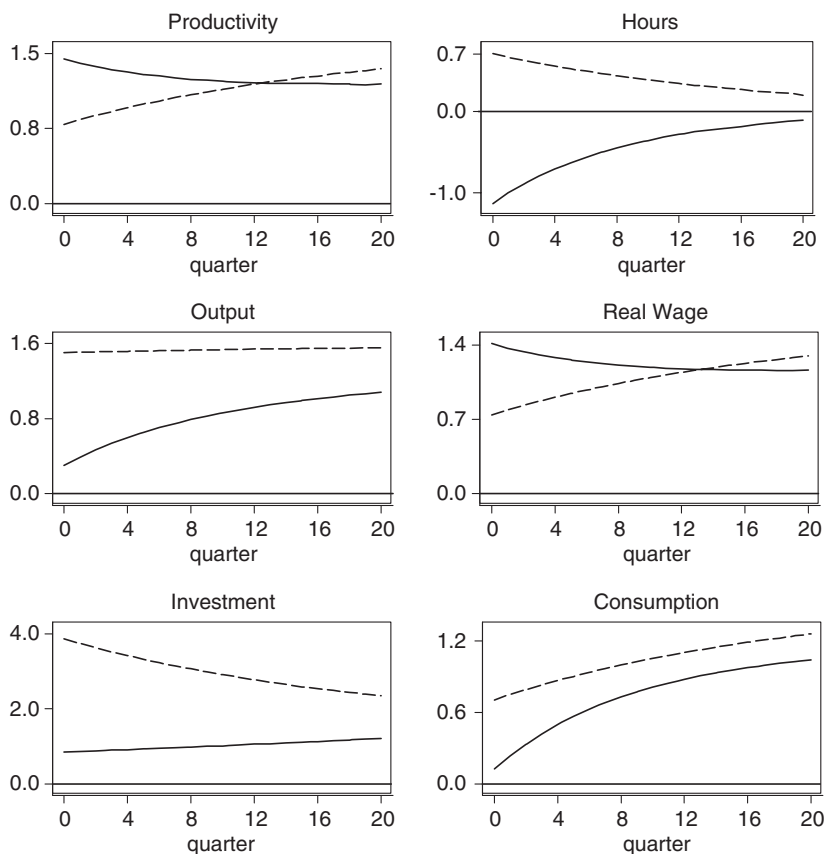 Productivity
1.5
0.8
0.0
0 4 8 12 16 20
quarter
Hours
0.7
0.0
-1.0
0 4 8 12 16 20
quarter
Output
1.6
0.8
0.0
0 4 8 12 16 20
quarter
Real Wage
1.4
0.7
0.0
0 4 8 12 16 20
quarter
Investment
4.0
2.0
0.0
0 4 8 12 16 20
quarter
Consumption
1.2
0.6
0.0
0 4 8 12 16 20
quarter